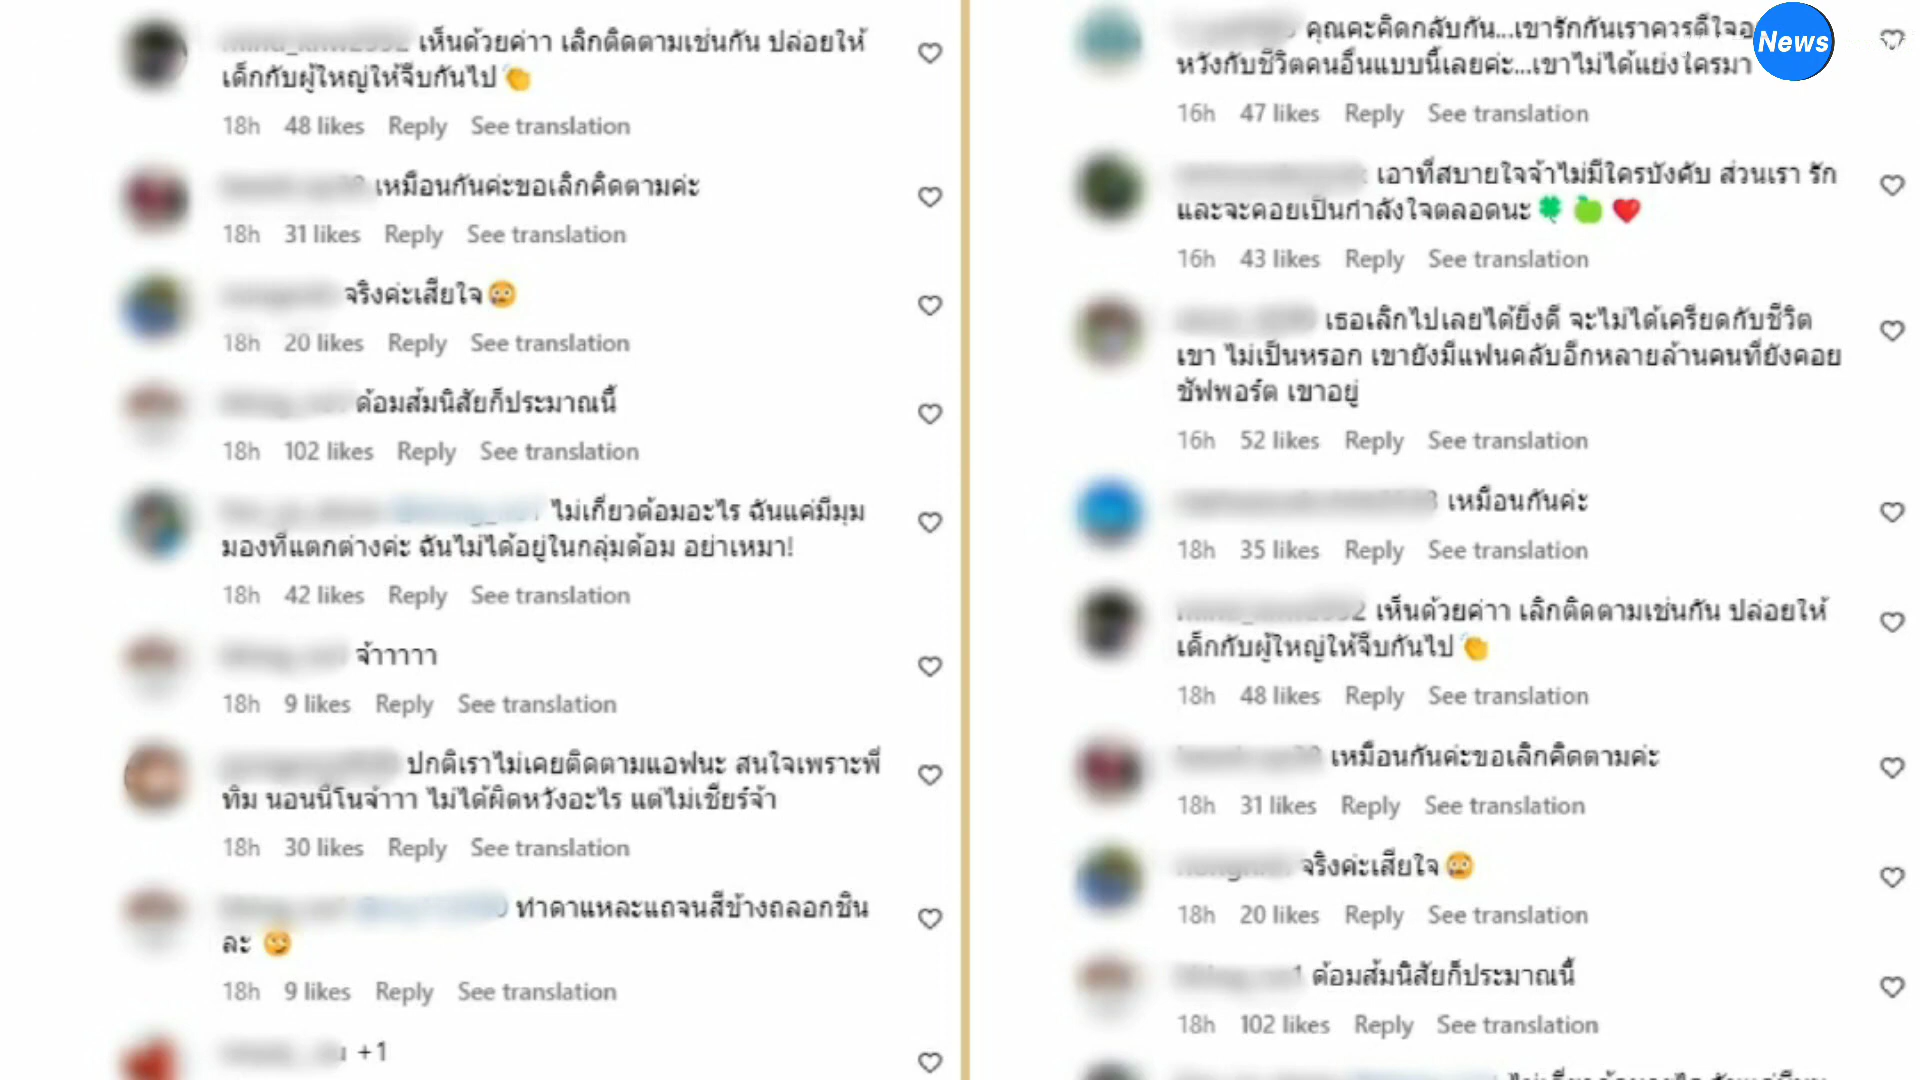 เห็นด้วยค่าา เลิกติดตามเช่นกัน ปล่อยให้
เด็กกับผู้ใหญ่ให้จีบกันไป
18h 48 likes Reply See translation
เหมือนกันค่ะขอเลิกคิดตามค่ะ
18h 31 likes Reply See translation
จริงค่ะเสียใจ
18h 20 likes Reply See translation
ด้อมส้มนิสัยก็ประมาณนี้
18h 102 likes Reply See translation
ไม่เกี่ยวด้อมอะไร ฉันแค่มีมุม
มองที่แตกต่างค่ะ ฉันไม่ได้อยู่ในกลุ่มด้อม อย่าเหมา!
18h 42 likes Reply See translation
จ้าาาาา
18h 9 likes Reply See translation
ปกติเราไม่เคยติดตามแอฟนะ สนใจเพราะพี่
ทิม นอนนีโนจ้าาา ไม่ได้ผิดหวังอะไร แต่ไม่เชียร์จ้า
18h 30 likes Reply See translation
ทำตาแหละแถจนสีข้างถลอกชิน
ละ
18h 9 likes Reply See translation
+1
คุณคะคิดกลับกัน...เขารักกันเราควรดีใจ
News
หวังกับชีวิตคนอื่นแบบนี้เลยค่ะ...เขาไม่ได้แย่งใครมา
16h 47 likes Reply See translation
เอาที่สบายใจจ้าไม่มีใครบังคับ ส่วนเรา รัก
และจะคอยเป็นกำลังใจตลอดนะ
16h 43 likes Reply See translation
เธอเลิกไปเลยได้ยิ่งดี จะไม่ได้เครียดกับชีวิต
เขา ไม่เป็นหรอก เขายังมีแฟนคลับอีกหลายล้านคนที่ยังคอย
ซัพพอร์ต เขาอยู่
16h 52 likes Reply See translation
เหมือนกันค่ะ
18h 35 likes Reply See translation
เห็นด้วยค่าา เลิกติดตามเช่นกัน ปล่อยให้
เด็กกับผู้ใหญ่ให้จีบกันไป
18h 48 likes Reply See translation
เหมือนกันค่ะขอเลิกคิดตามค่ะ
18h 31 likes Reply See translation
จริงค่ะเสียใจ
18h 20 likes Reply See translation
ด้อมส้มนิสัยก็ประมาณนี้
18h 102 likes Reply See translation